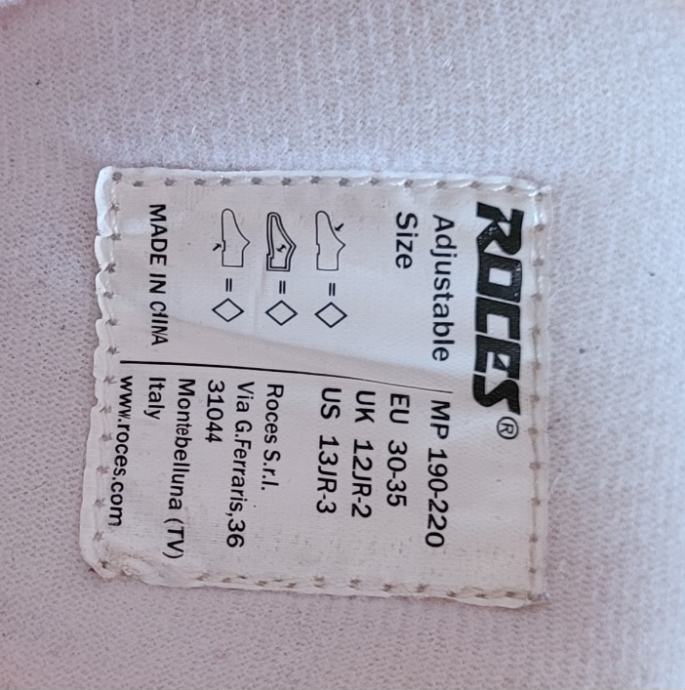 ROCES®
Adjustable Size
MP 190-220
EU 30-35
UK 12JR-2
US 13JR-3
=
=
=
MADE IN CHINA
Roces S.r.l.
Via G.Ferraris,36
31044
Montebelluna (TV)
Italy
www.roces.com